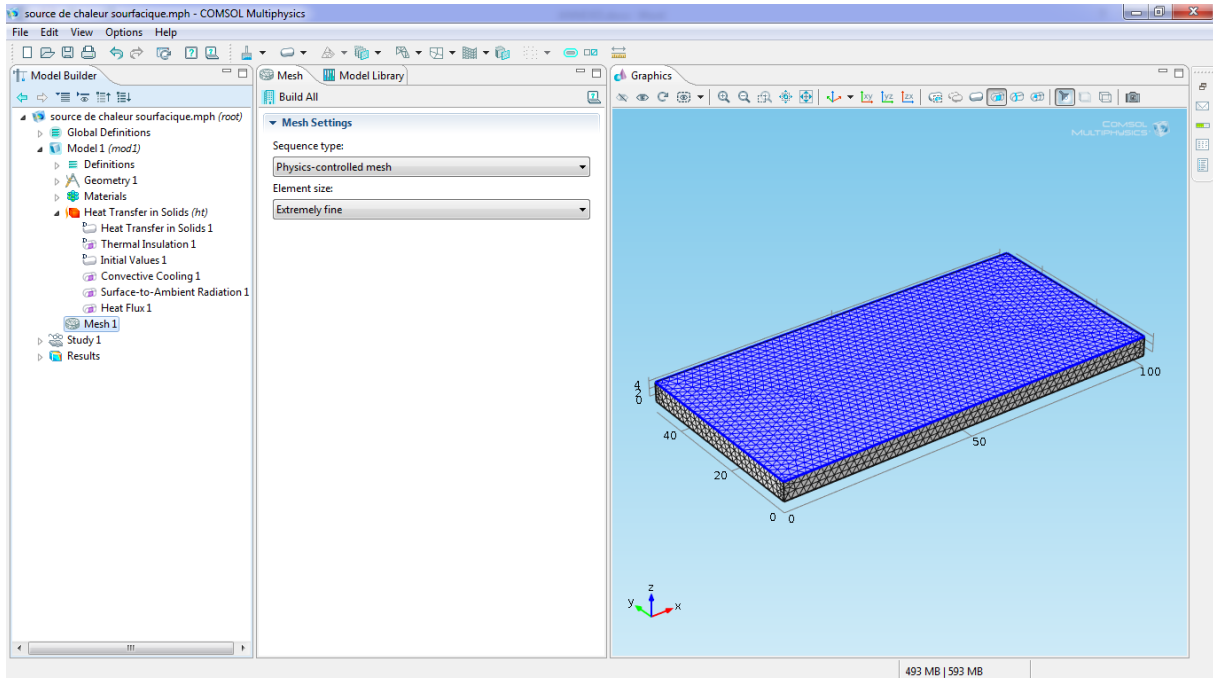 source de chaleur sourfacique.mph - COMSOL Multiphysics
File Edit View Options Help
Model Builder
source de chaleur sourfacique.mph (root)
Global Definitions
Model 1 (mod1)
Definitions
Geometry 1
Materials
Heat Transfer in Solids (ht)
Heat Transfer in Solids 1
Thermal Insulation 1
Initial Values 1
Convective Cooling 1
Surface-to-Ambient Radiation 1
Heat Flux 1
Mesh 1
Study 1
Results
Mesh Model Library
Build All
Mesh Settings
Sequence type:
Physics-controlled mesh
Element size:
Extremely fine
Graphics
xy yz zx
COMSOL
MULTIPHYSICS
4
2
0
40
20
0 0
50
100
z
y x
493 MB | 593 MB